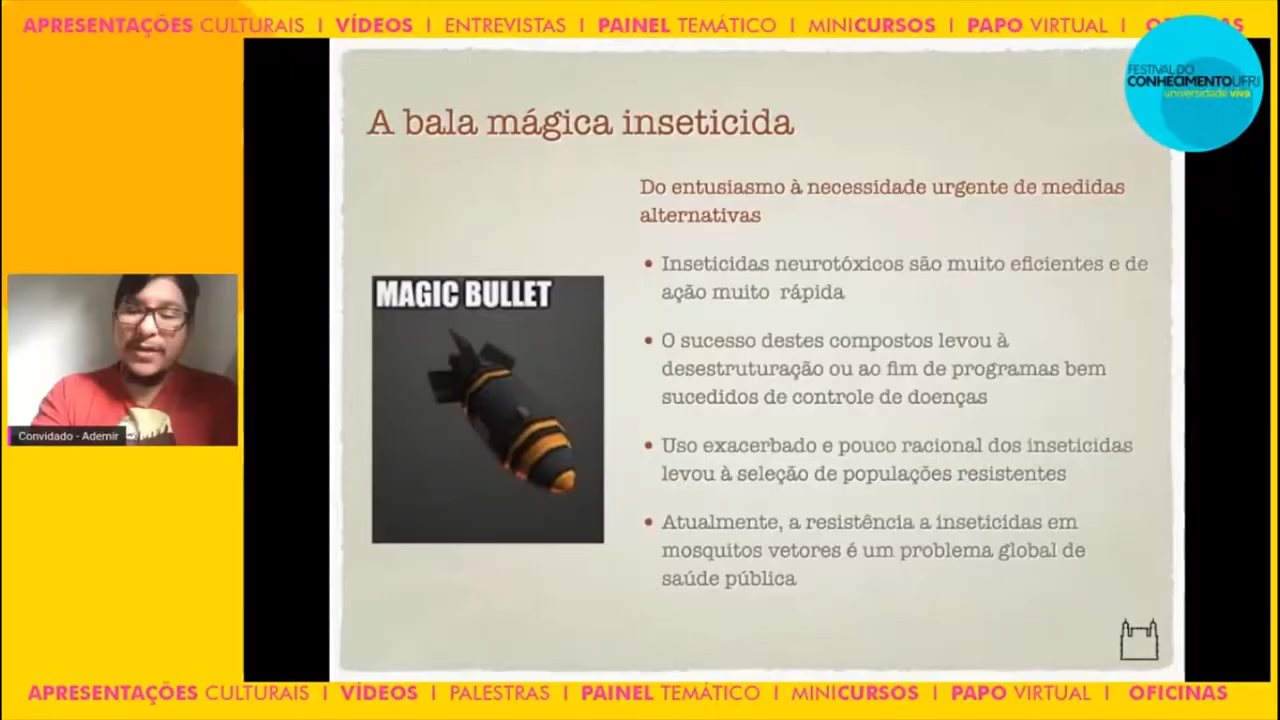 APRESENTAÇÕES CULTURAIS I VÍDEOS I ENTREVISTAS I PAINEL TEMÁTICO I MINICURSOS I PAPO VIRTUAL I
FESTIVAL DO
CONHECIMENTOUFRJ
universidade viva
A bala mágica inseticida
Do entusiasmo à necessidade urgente de medidas
alternativas
• Inseticidas neurotóxicos são muito eficientes e de
ação muito rápida
• O sucesso destes compostos levou à
desestruturação ou ao fim de programas bem
sucedidos de controle de doenças
• Uso exacerbado e pouco racional dos inseticidas
levou à seleção de populações resistentes
• Atualmente, a resistência a inseticidas em
mosquitos vetores é um problema global de
saúde pública
MAGIC BULLET
Convidado - Ademir
APRESENTAÇÕES CULTURAIS I VÍDEOS I PALESTRAS I PAINEL TEMÁTICO I MINICURSOS I PAPO VIRTUAL I OFICINAS